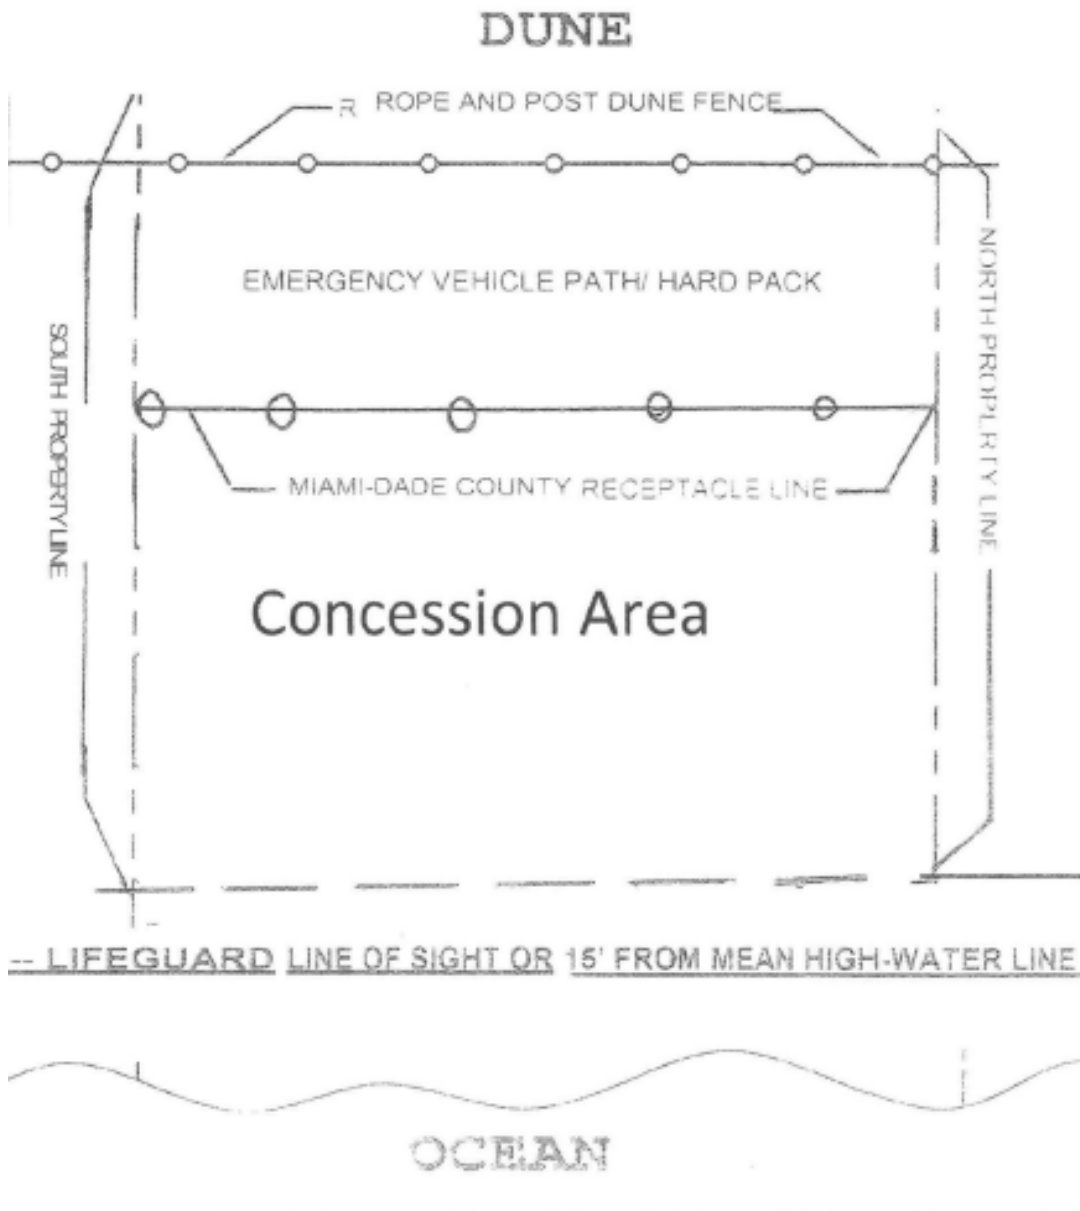 DUNE
R ROPE AND POST DUNE FENCE
EMERGENCY VEHICLE PATH/ HARD PACK
SOUTH PROPERTY LINE
NORTH PROPERTY LINE
MIAMI-DADE COUNTY RECEPTACLE LINE
Concession Area
-- LIFEGUARD LINE OF SIGHT OR 15' FROM MEAN HIGH-WATER LINE
OCEAN